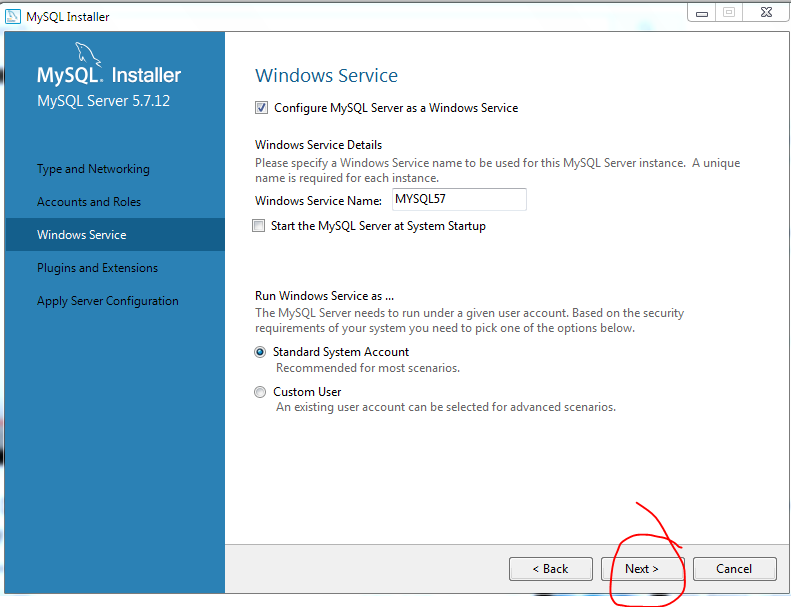 MySQL Installer
MySQL. Installer
MySQL Server 5.7.12
Type and Networking
Accounts and Roles
Windows Service
Plugins and Extensions
Apply Server Configuration
Windows Service
Configure MySQL Server as a Windows Service
Windows Service Details
Please specify a Windows Service name to be used for this MySQL Server instance. A unique
name is required for each instance.
Windows Service Name: MYSQL57
Start the MySQL Server at System Startup
Run Windows Service as ...
The MySQL Server needs to run under a given user account. Based on the security
requirements of your system you need to pick one of the options below.
Standard System Account
Recommended for most scenarios.
Custom User
An existing user account can be selected for advanced scenarios.
< Back Next > Cancel